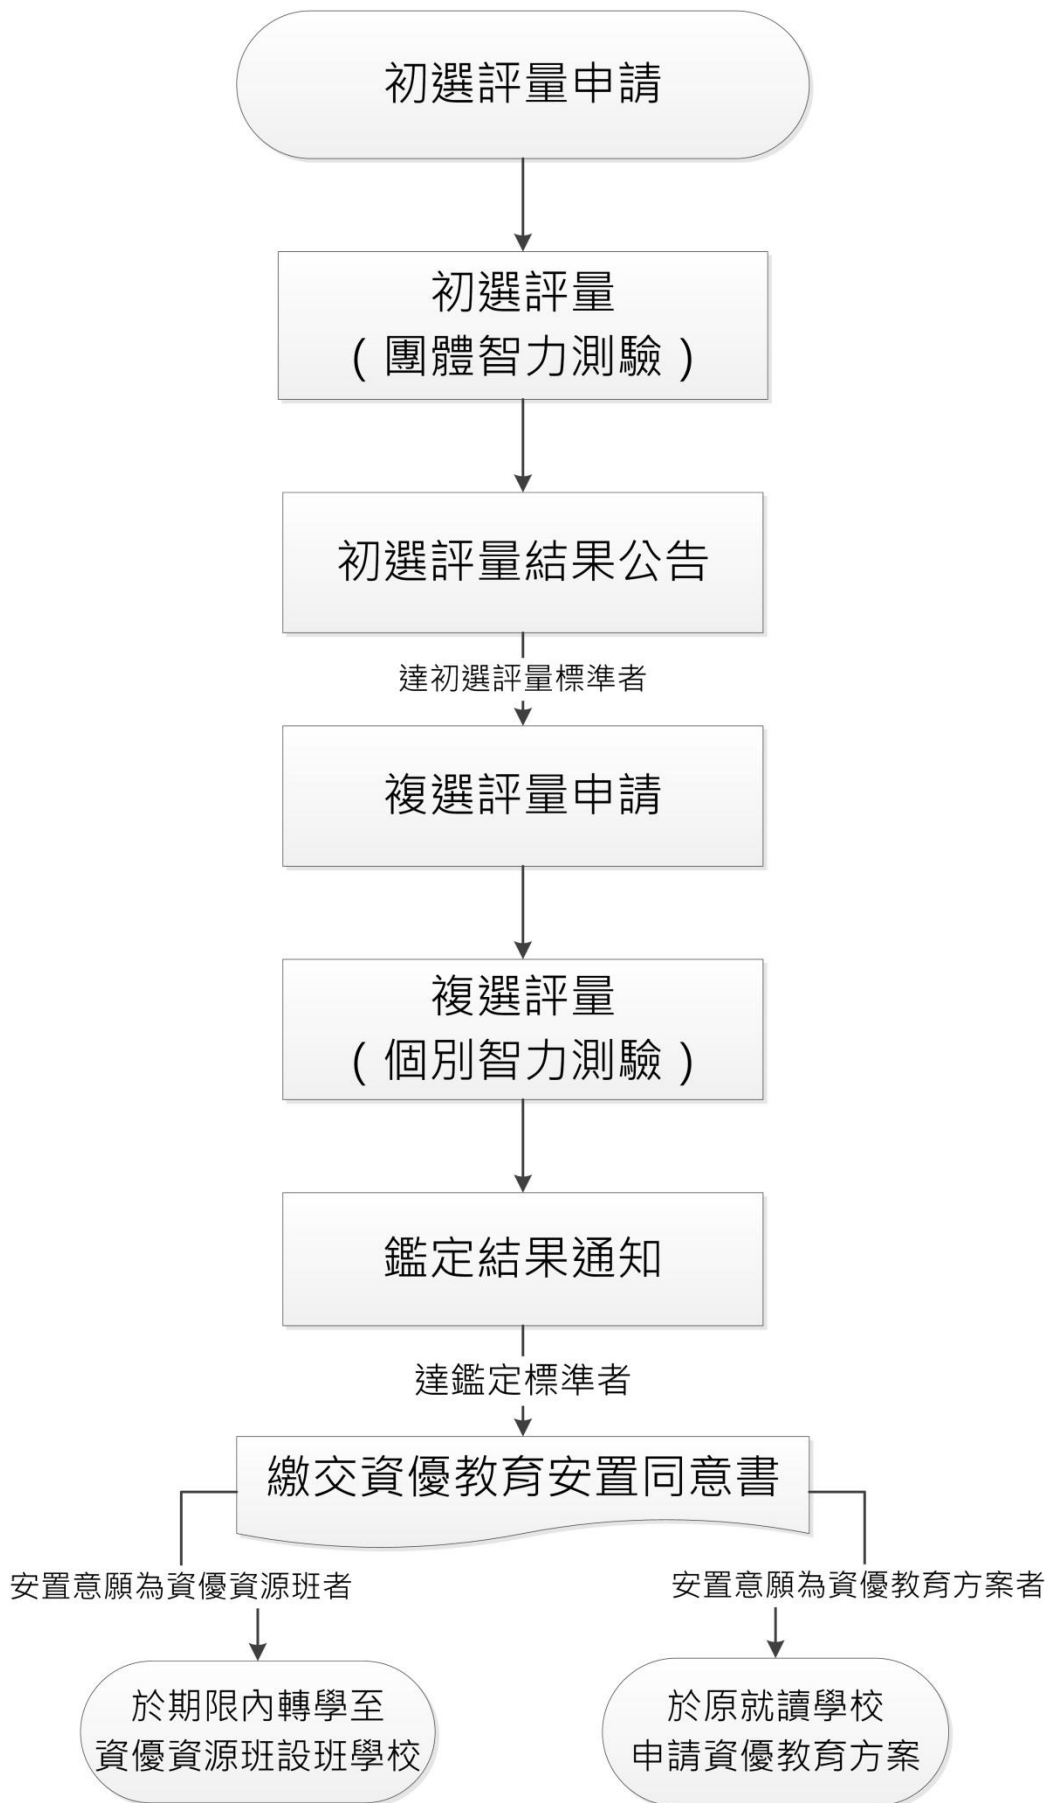 初選評量申請
初選評量
（團體智力測驗）
初選評量結果公告
達初選評量標準者
複選評量申請
複選評量
（個別智力測驗）
鑑定結果通知
達鑑定標準者
繳交資優教育安置同意書
安置意願為資優資源班者
安置意願為資優教育方案者
於期限內轉學至
資優資源班設班學校
於原就讀學校
申請資優教育方案